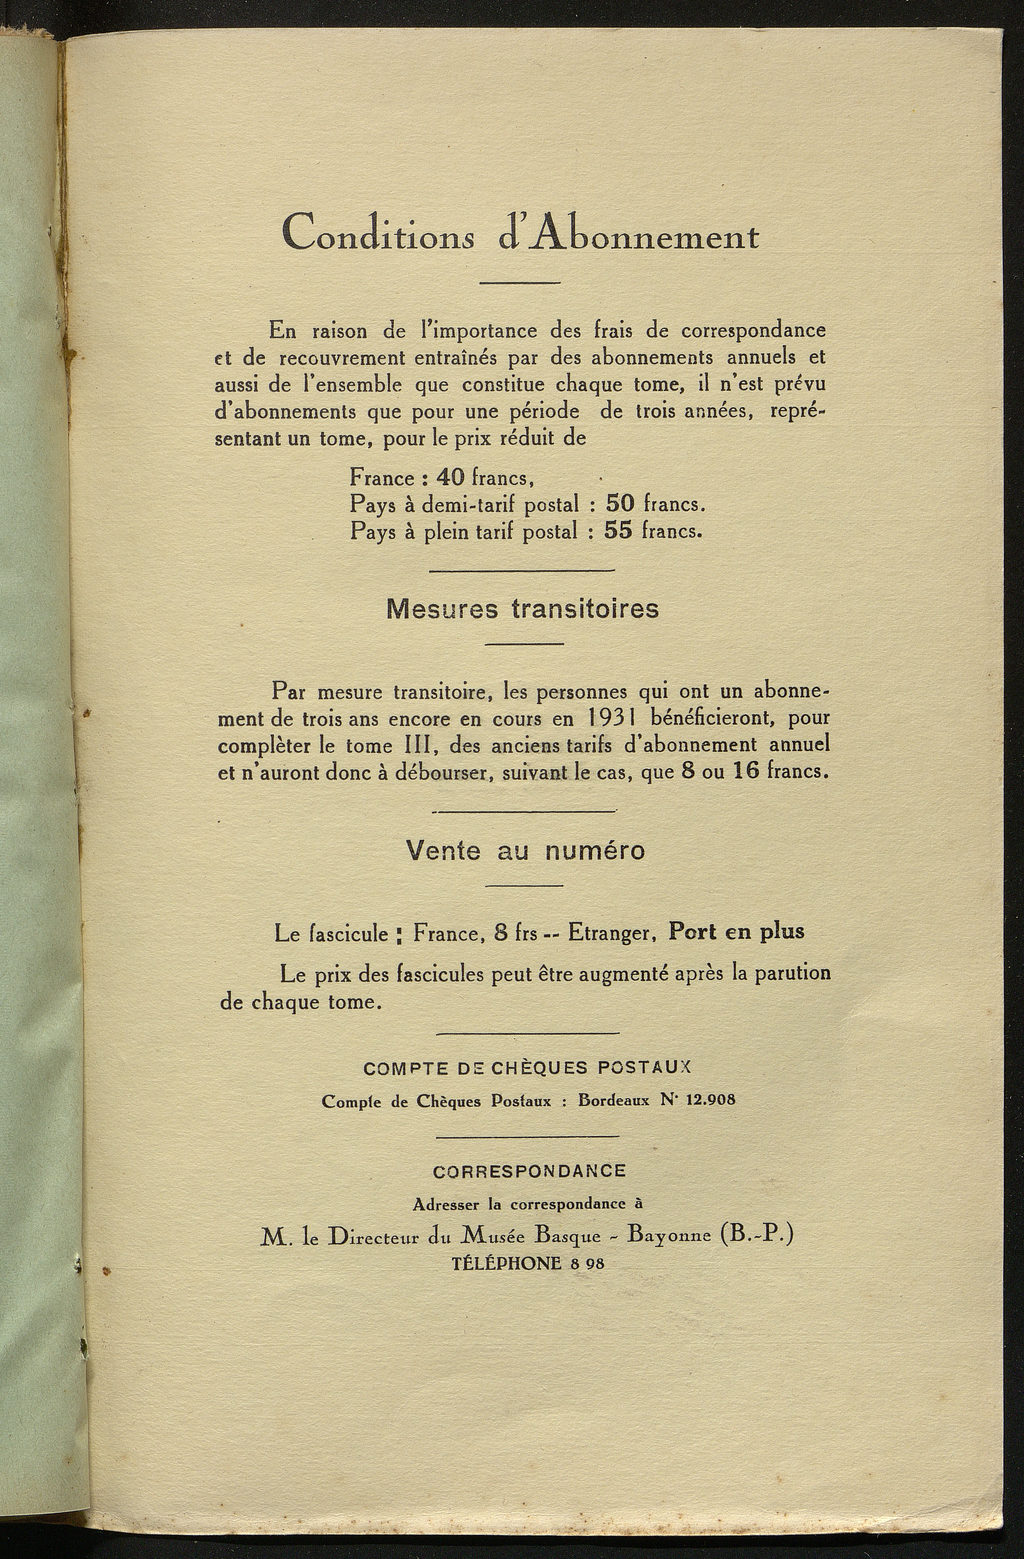 Conditions d'Abonnement
En raison de l'importance des frais de correspondance
et de recouvrement entraînés par des abonnements annuels et
aussi de l'ensemble que constitue chaque tome, il n'est prévu
d'abonnements que pour une période de trois années, repré-
sentant un tome, pour le prix réduit de
France : 40 francs,
Pays à demi-tarif postal : 50 francs.
Pays à plein tarif postal : 55 francs.
Mesures transitoires
Par mesure transitoire, les personnes qui ont un abonne-
ment de trois ans encore en cours en 1931 bénéficieront, pour
complèter le tome III, des anciens tarifs d'abonnement annuel
et n'auront donc à débourser, suivant le cas, que 8 ou 16 francs.
Vente au numéro
Le fascicule : France, 8 frs -- Etranger, Port en plus
Le prix des fascicules peut être augmenté après la parution
de chaque tome.
COMPTE DE CHÈQUES POSTAUX
Compte de Chèques Postaux : Bordeaux N° 12.908
CORRESPONDANCE
Adresser la correspondance à
M. le Directeur du Musée Basque - Bayonne (B.-P.)
TÉLÉPHONE 8 98